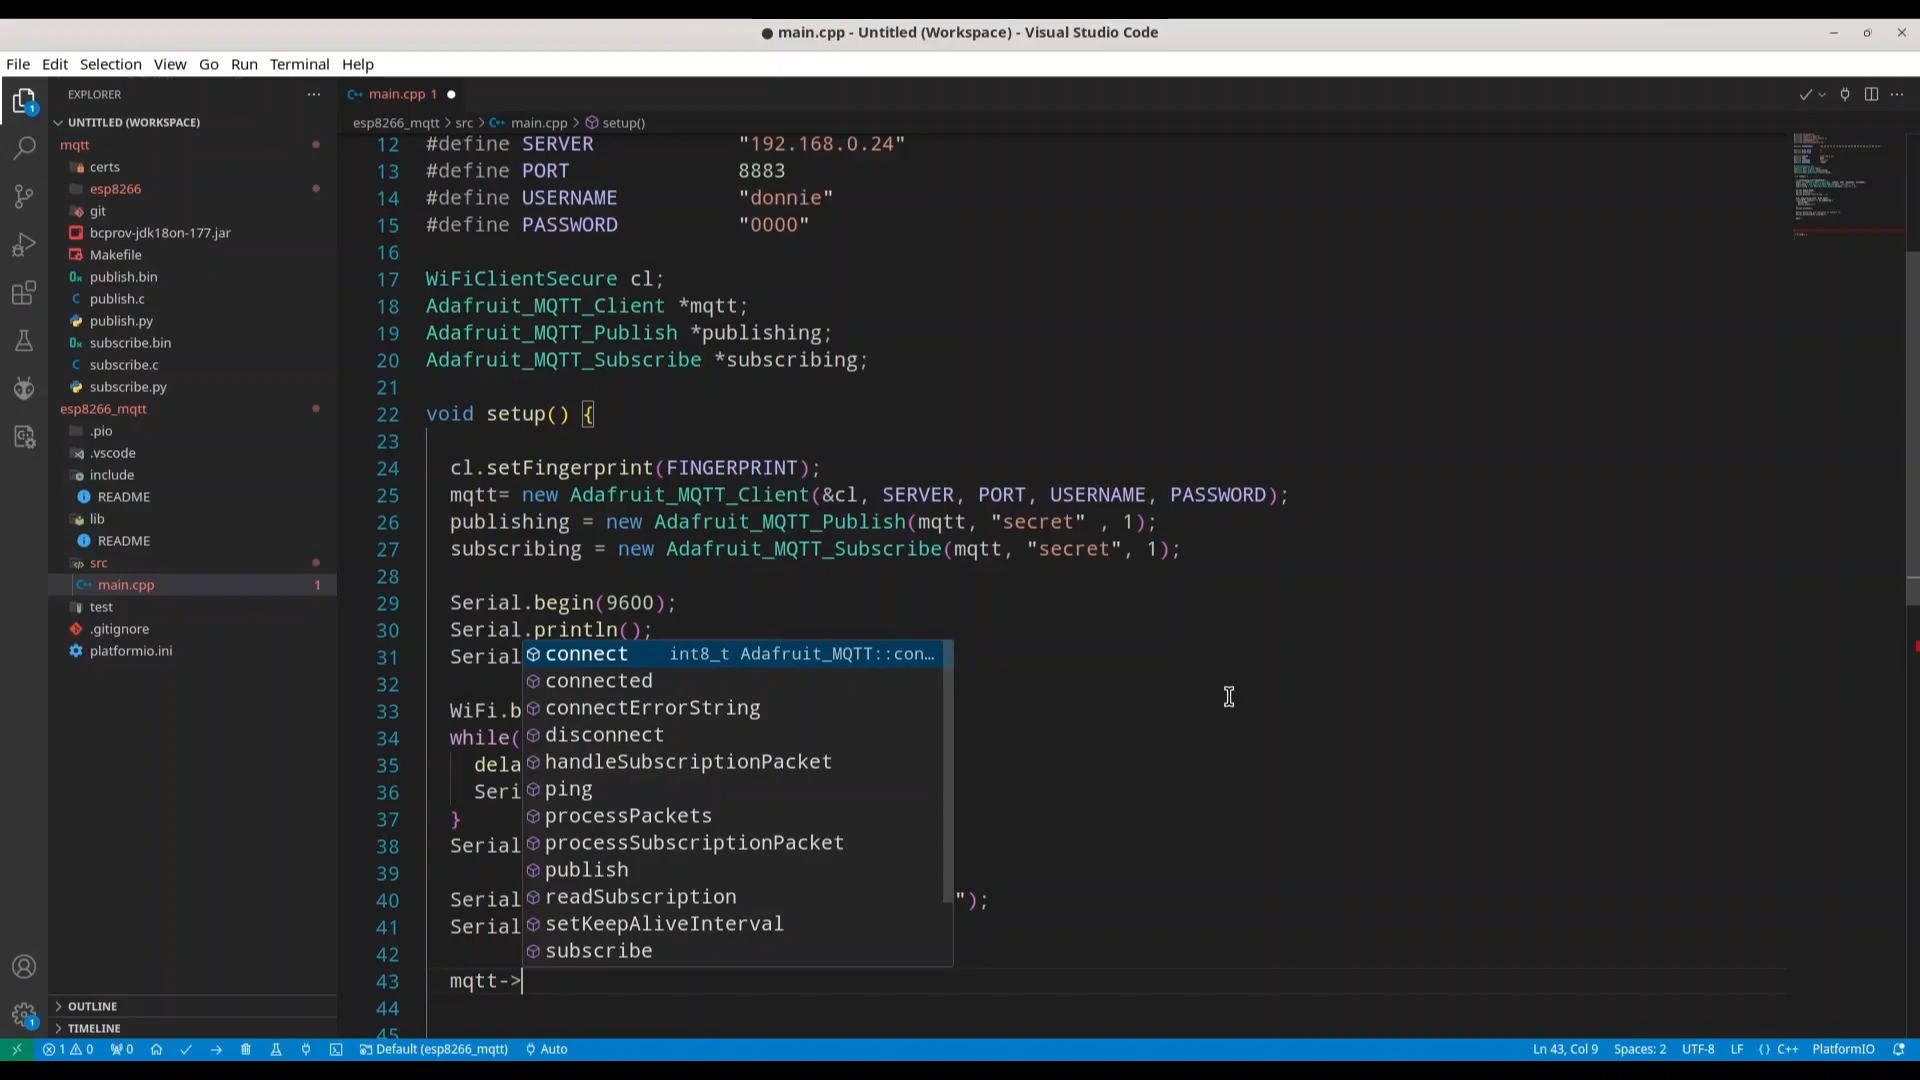 main.cpp - Untitled (Workspace) - Visual Studio Code
File Edit Selection View Go Run Terminal Help
EXPLORER
UNTITLED (WORKSPACE)
mqtt
certs
esp8266
git
bcprov-jdk18on-177.jar
Makefile
publish.bin
publish.c
publish.py
subscribe.bin
subscribe.c
subscribe.py
esp8266_mqtt
.pio
.vscode
include
README
lib
README
src
main.cpp 1
test
.gitignore
platformio.ini
OUTLINE
TIMELINE
main.cpp 1
esp8266_mqtt > src > main.cpp > setup()
12 #define SERVER "192.168.0.24"
13 #define PORT 8883
14 #define USERNAME "donnie"
15 #define PASSWORD "0000"
16
17 WiFiClientSecure cl;
18 Adafruit_MQTT_Client *mqtt;
19 Adafruit_MQTT_Publish *publishing;
20 Adafruit_MQTT_Subscribe *subscribing;
21
22 void setup() {
23
24 cl.setFingerprint(FINGERPRINT);
25 mqtt= new Adafruit_MQTT_Client(&cl, SERVER, PORT, USERNAME, PASSWORD);
26 publishing = new Adafruit_MQTT_Publish(mqtt, "secret" , 1);
27 subscribing = new Adafruit_MQTT_Subscribe(mqtt, "secret", 1);
28
29 Serial.begin(9600);
30 Serial.println();
31 Serial
32
33 WiFi.b
34 while(
35 dela
36 Seri
37 }
38 Serial
39
40 Serial ");
41 Serial
42
43 mqtt->
44
45
connect int8_t Adafruit_MQTT::con…
connected
connectErrorString
disconnect
handleSubscriptionPacket
ping
processPackets
processSubscriptionPacket
publish
readSubscription
setKeepAliveInterval
subscribe
1 0 0 Default (esp8266_mqtt) Auto
Ln 43, Col 9 Spaces: 2 UTF-8 LF {} C++ PlatformIO